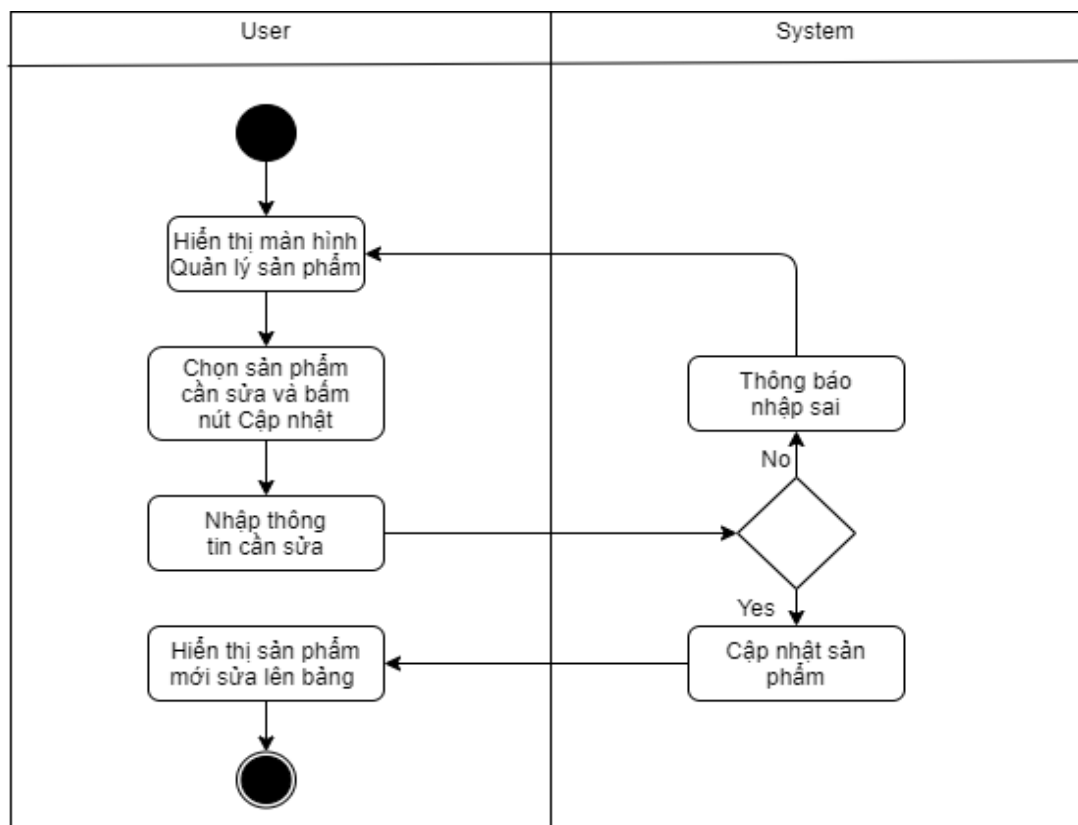 User
System
Hiển thị màn hình
Quản lý sản phẩm
Chọn sản phẩm
cần sửa và bấm
nút Cập nhật
Thông báo
nhập sai
No
Nhập thông
tin cần sửa
Yes
Hiển thị sản phẩm
mới sửa lên bảng
Cập nhật sản
phẩm